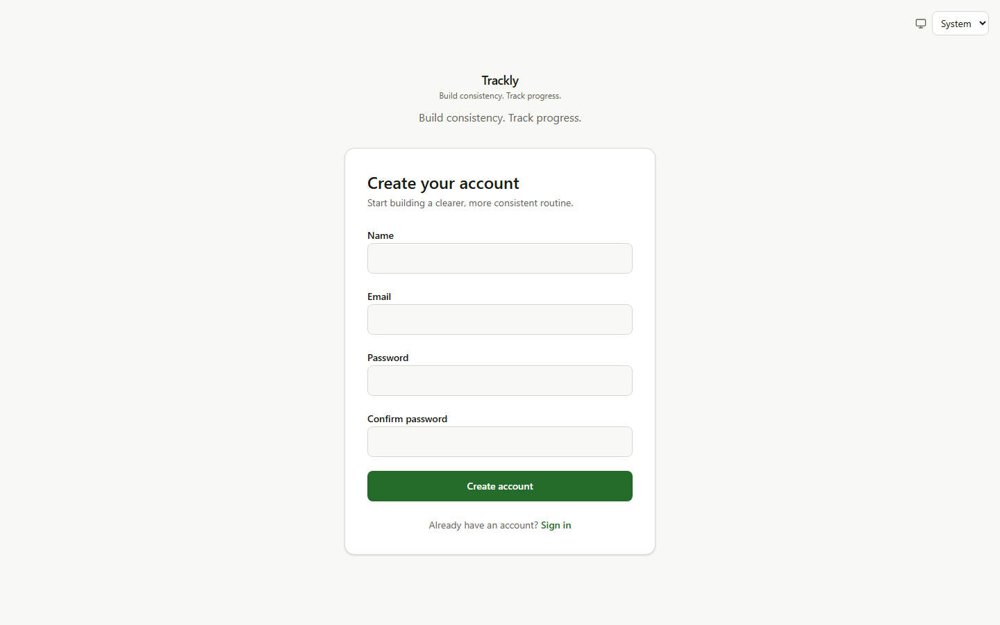 System
Trackly
Build consistency. Track progress.
Build consistency. Track progress.
Create your account
Start building a clearer, more consistent routine.
Name
Email
Password
Confirm password
Create account
Already have an account? Sign in